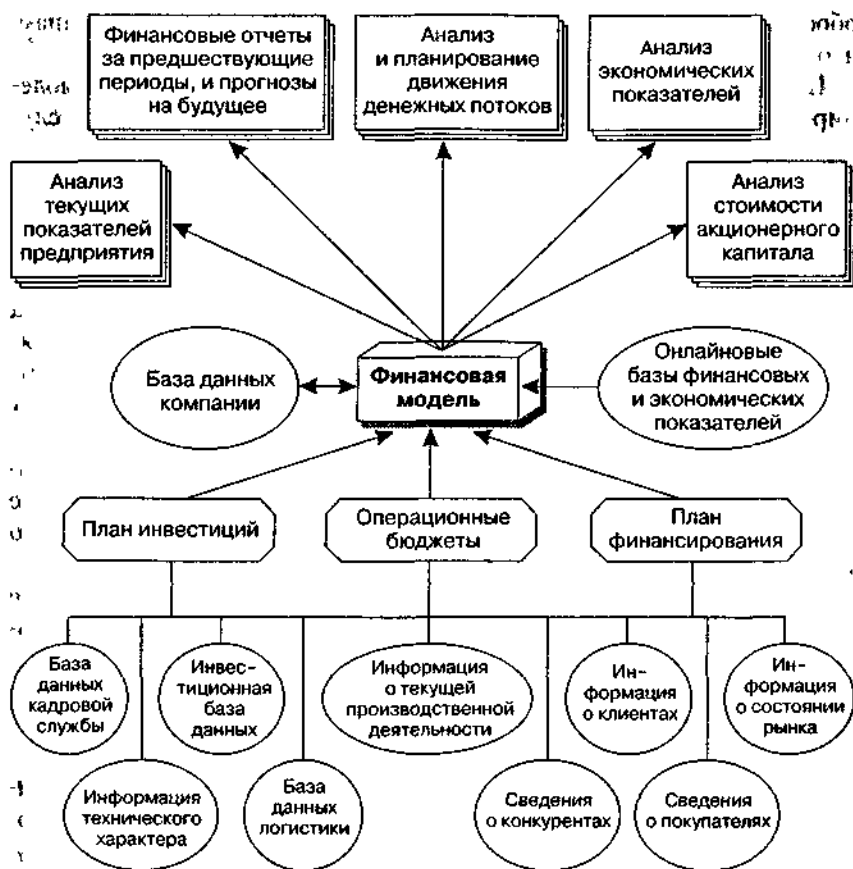 Финансовые отчеты
за предшествующие
периоды, и прогнозы
на будущее
Анализ
и планирование
движения
денежных потоков
Анализ
экономических
показателей
Анализ
текущих
показателей
предприятия
Анализ
стоимости
акционерного
капитала
База данных
компании
Финансовая
модель
Онлайновые
базы финансовых
и экономических
показателей
План инвестиций
Операционные
бюджеты
План
финансирования
База
данных
кадровой
службы
Инвес-
тиционная
база
данных
Информация
о текущей
производственной
деятельности
Ин-
формация
о клиентах
Ин-
формация
о состоянии
рынка
Информация
технического
характера
База
данных
логистики
Сведения
о конкурентах
Сведения
о покупателях